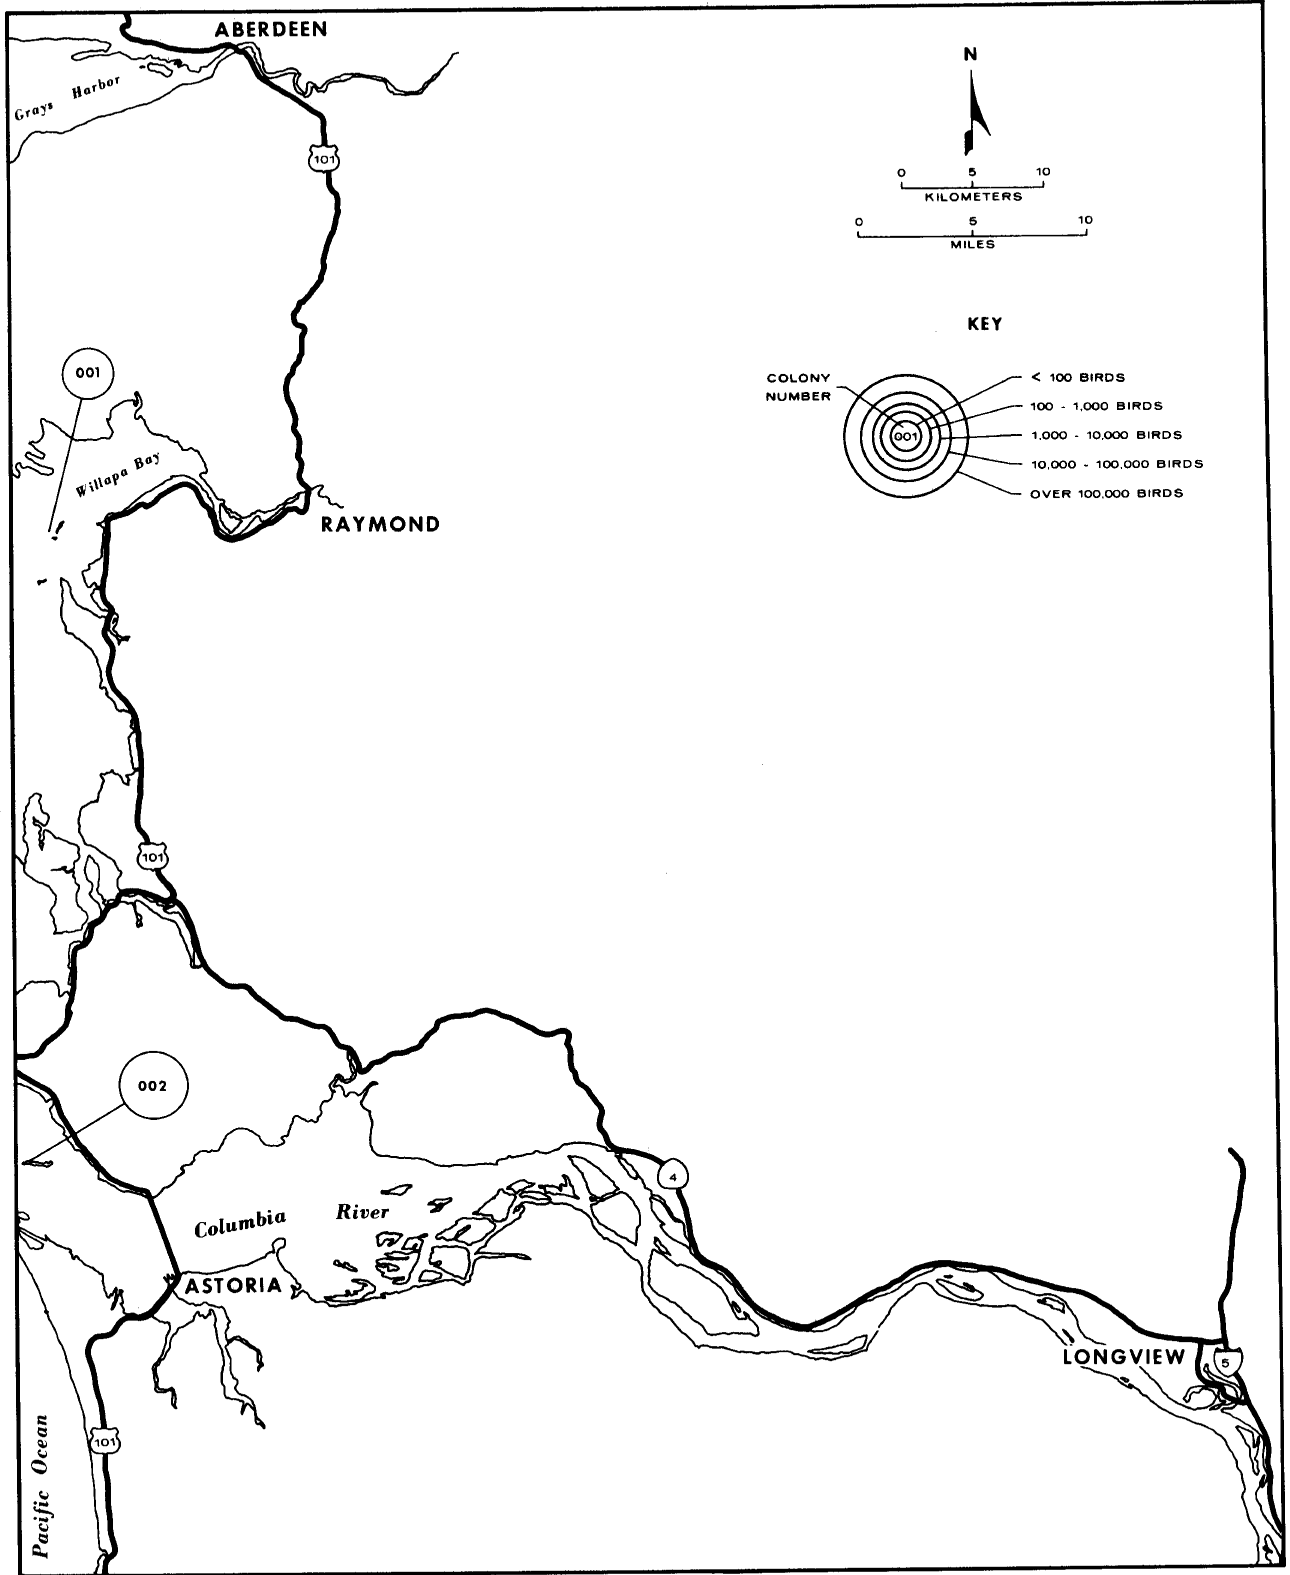 ABERDEEN
N
Grays Harbor
101
0 5 10
KILOMETERS
0 5 10
MILES
KEY
001
COLONY
NUMBER
< 100 BIRDS
100 - 1,000 BIRDS
001
1,000 - 10,000 BIRDS
10,000 - 100,000 BIRDS
OVER 100,000 BIRDS
Willapa Bay
RAYMOND
101
002
4
Columbia River
ASTORIA
LONGVIEW
5
101
Pacific Ocean